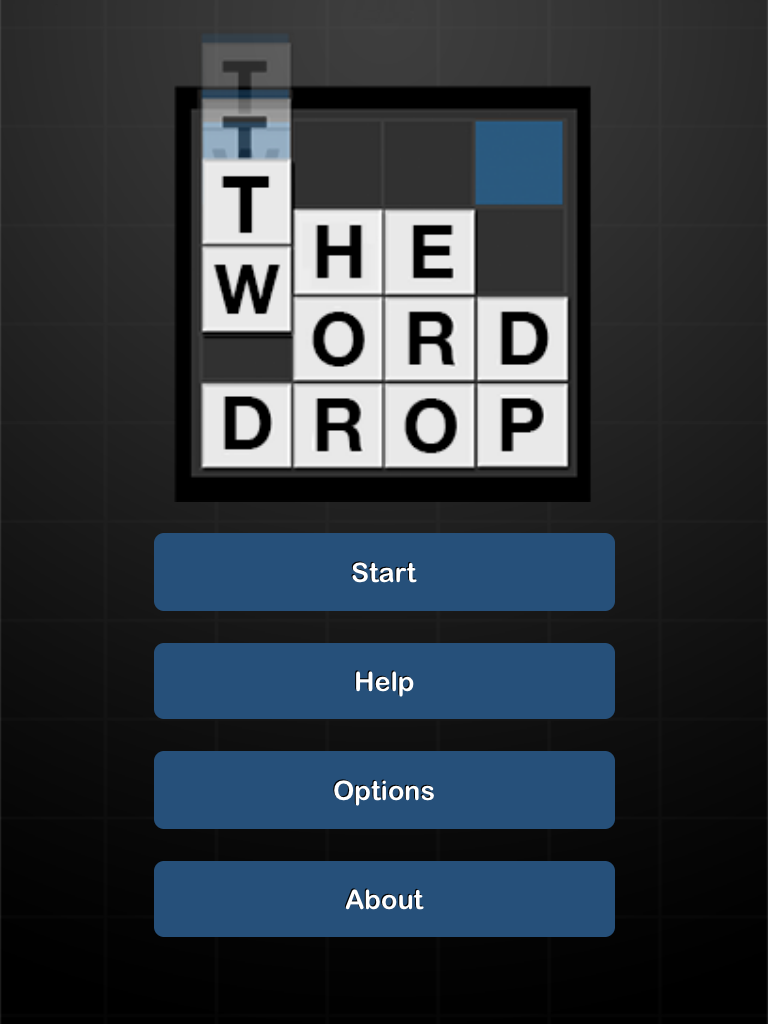 T
T
T H E
W O R D
D R O P
Start
Help
Options
About